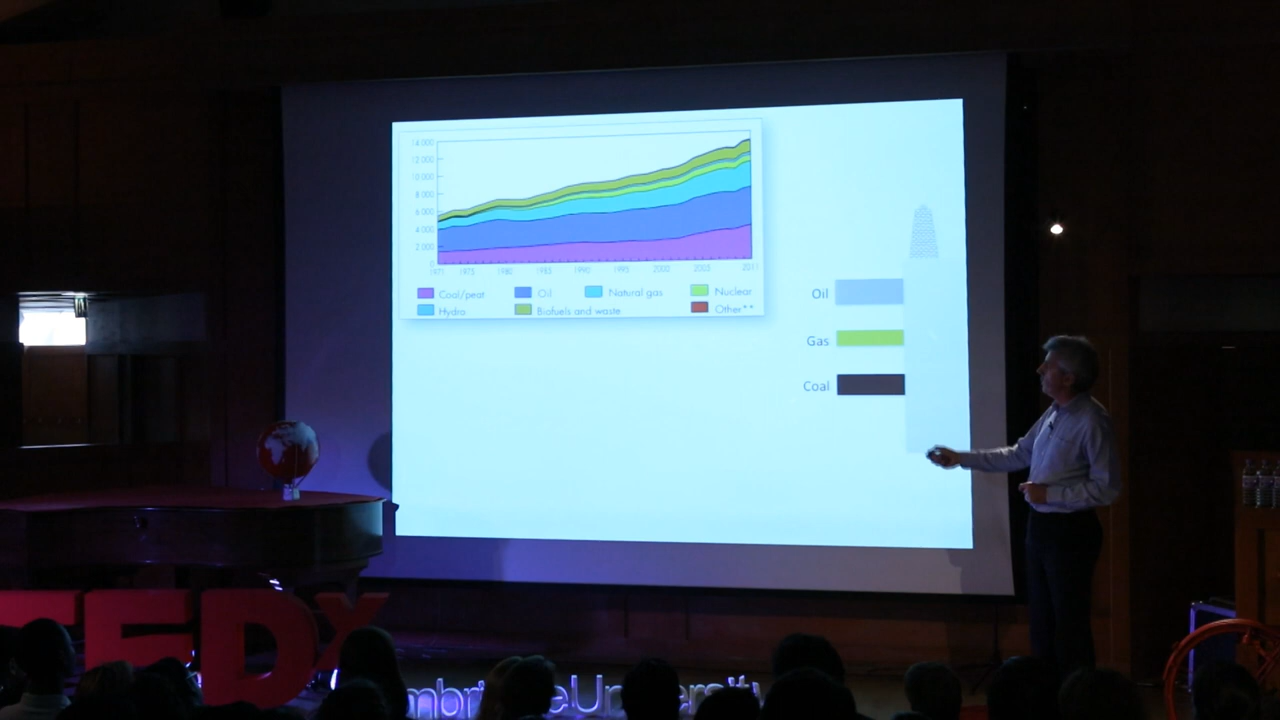 14 000
12 000
10 000
8 000
6 000
4 000
2 000
0
1971 1975 1980 1985 1990 1995 2000 2005 2011
Coal/peat Oil Natural gas Nuclear
Hydro Biofuels and waste Other**
Oil
Gas
Coal
TEDx
mbridgeUniversity